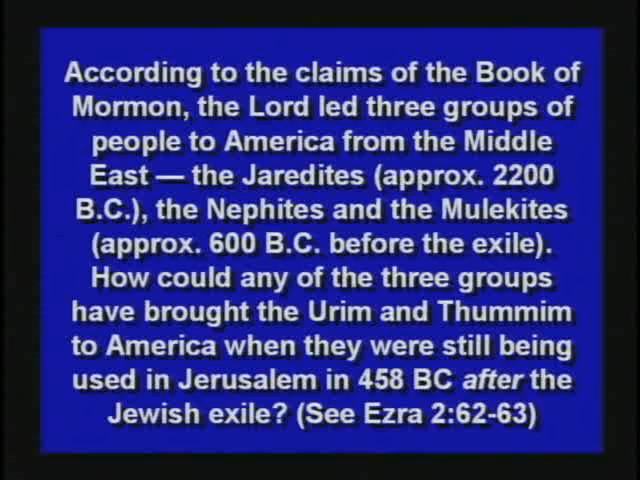 According to the claims of the Book of
Mormon, the Lord led three groups of
people to America from the Middle
East — the Jaredites (approx. 2200
B.C.), the Nephites and the Mulekites
(approx. 600 B.C. before the exile).
How could any of the three groups
have brought the Urim and Thummim
to America when they were still being
used in Jerusalem in 458 BC after the
Jewish exile? (See Ezra 2:62-63)